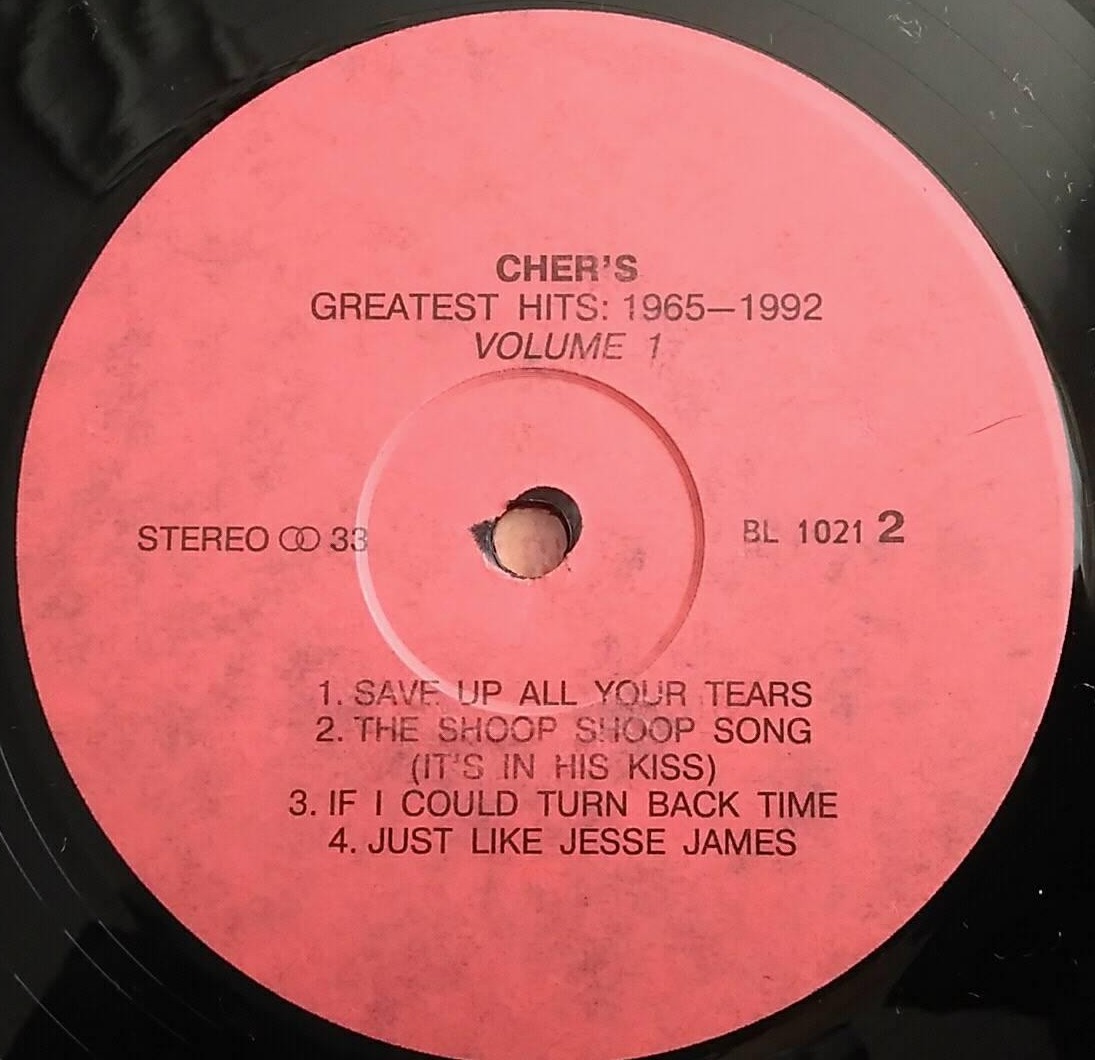 CHER'S
GREATEST HITS: 1965—1992
VOLUME 1
STEREO 33
BL 1021 2
1. SAVE UP ALL YOUR TEARS
2. THE SHOOP SHOOP SONG
(IT'S IN HIS KISS)
3. IF I COULD TURN BACK TIME
4. JUST LIKE JESSE JAMES